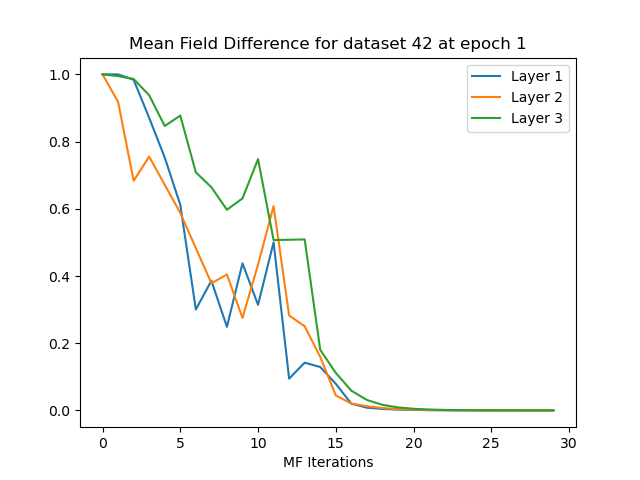 Mean Field Difference for dataset 42 at epoch 1
1.0
0.8
0.6
0.4
0.2
0.0
Layer 1
Layer 2
Layer 3
0 5 10 15 20 25 30
MF Iterations